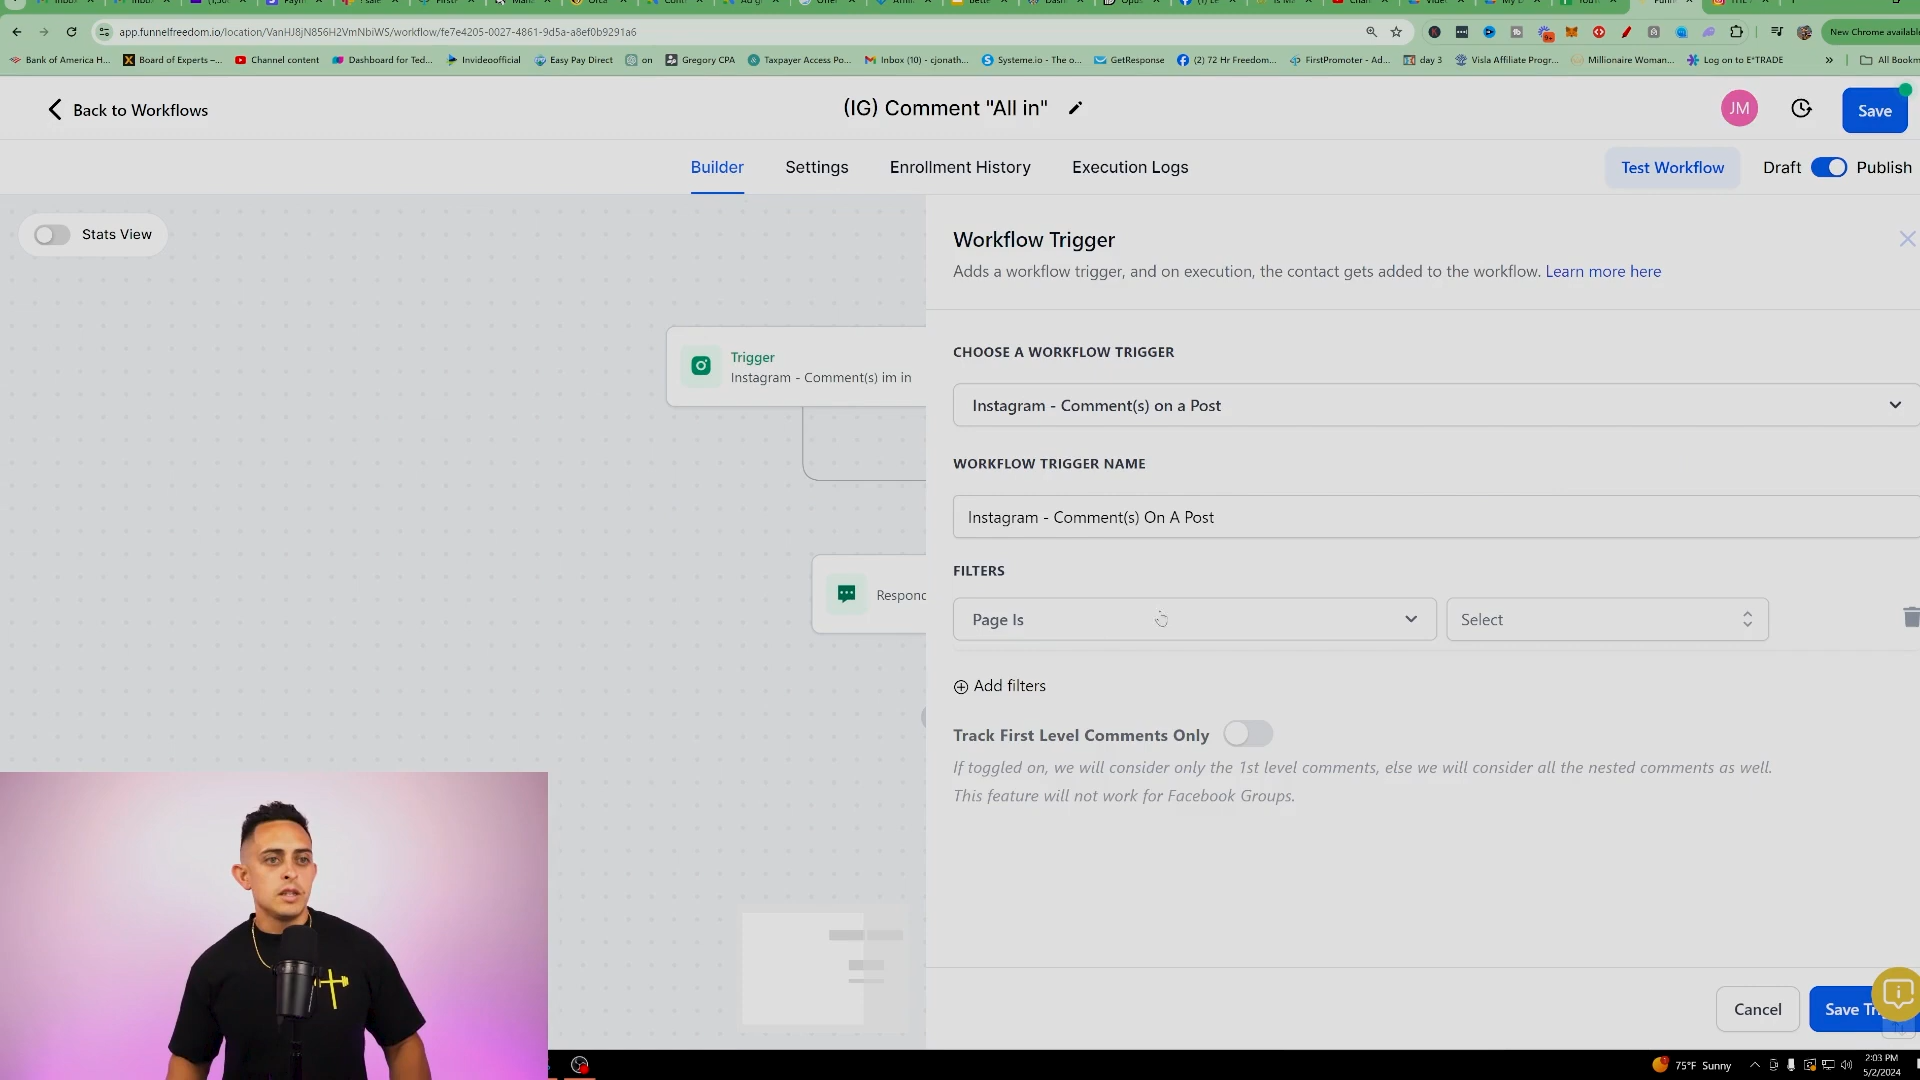 app.funnelfreedom.io/location/VanHJ8jN856H2VmNbiWS/workflow/fe7e4205-0027-4861-9d5a-a8ef0b9291a6
New Chrome available
Bank of America H...
Board of Experts –...
Channel content
Dashboard for Ted...
Invideofficial
Easy Pay Direct
on
Gregory CPA
Taxpayer Access Po...
Inbox (10) - cjonath...
Systeme.io - The o...
GetResponse
(2) 72 Hr Freedom...
FirstPromoter - Ad...
day 3
Visla Affiliate Progr...
Millionaire Woman...
Log on to E*TRADE
»
All Bookm
Back to Workflows
(IG) Comment "All in"
JM
Save
Builder
Settings
Enrollment History
Execution Logs
Test Workflow
Draft
Publish
Stats View
Workflow Trigger
Adds a workflow trigger, and on execution, the contact gets added to the workflow. Learn more here
Trigger
Instagram - Comment(s) im in
CHOOSE A WORKFLOW TRIGGER
Instagram - Comment(s) on a Post
WORKFLOW TRIGGER NAME
Instagram - Comment(s) On A Post
FILTERS
Respond
Page Is
Select
Add filters
Track First Level Comments Only
If toggled on, we will consider only the 1st level comments, else we will consider all the nested comments as well.
This feature will not work for Facebook Groups.
Cancel
Save Tri
75°F Sunny
2:03 PM
5/2/2024